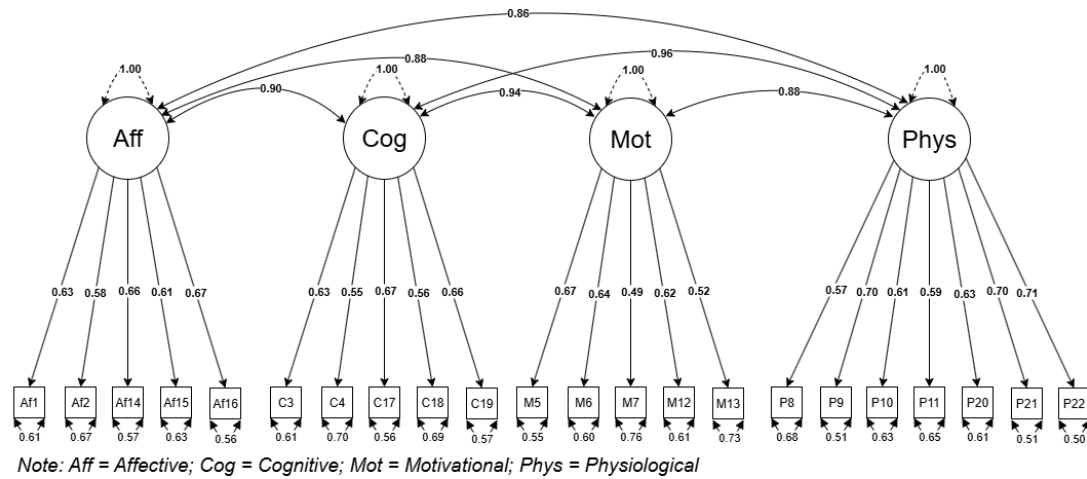 0.86
0.96
0.88
1.00 1.00 1.00 1.00
0.90 0.94 0.88
Aff Cog Mot Phys
0.63 0.58 0.66 0.61 0.67 0.63 0.55 0.67 0.56 0.66 0.67 0.64 0.49 0.62 0.52 0.57 0.70 0.61 0.59 0.63 0.70 0.71
Af1 Af2 Af14 Af15 Af16 C3 C4 C17 C18 C19 M5 M6 M7 M12 M13 P8 P9 P10 P11 P20 P21 P22
0.61 0.67 0.57 0.63 0.56 0.61 0.70 0.56 0.69 0.57 0.55 0.60 0.76 0.61 0.73 0.68 0.51 0.63 0.65 0.61 0.51 0.50
Note: Aff = Affective; Cog = Cognitive; Mot = Motivational; Phys = Physiological